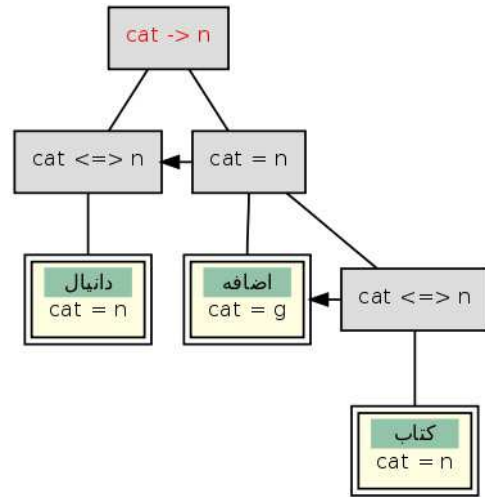 cat -> n
cat <=> n
cat = n
دانیال
cat = n
اضافه
cat = g
cat <=> n
کتاب
cat = n